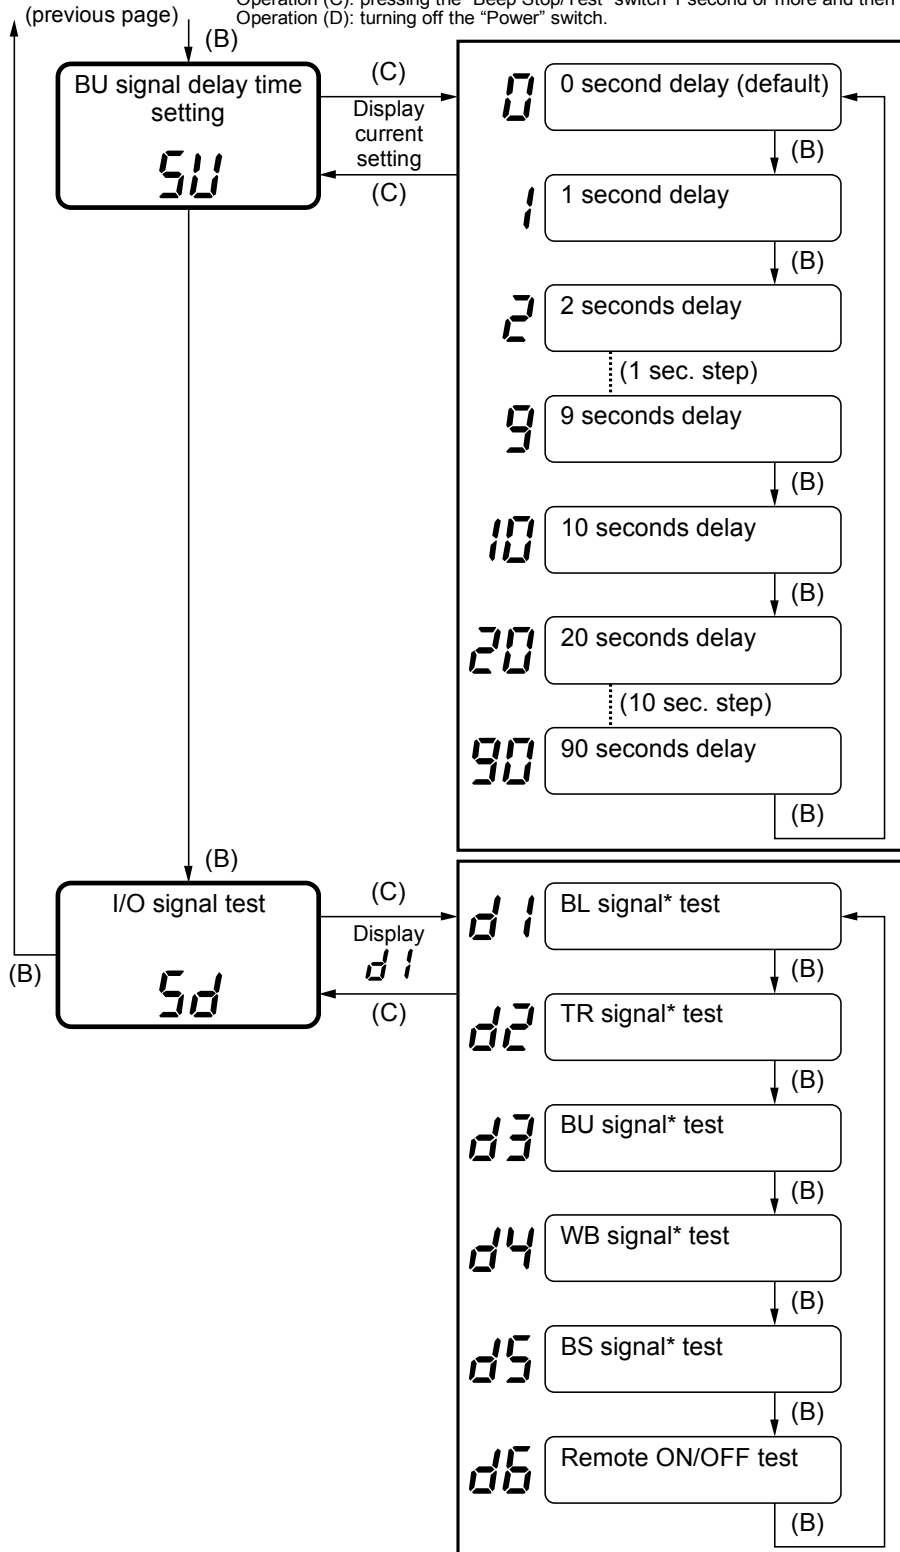 Operation (C): pressing the "Beep Stop/Test" switch 1 second or more and then
Operation (D): turning off the “Power” switch.
(previous page)
(B)
BU signal delay time
setting
SU
(C)
Display
current
setting
(C)
0 0 second delay (default)
(B)
1 1 second delay
(B)
2 2 seconds delay
(1 sec. step)
9 9 seconds delay
(B)
10 10 seconds delay
(B)
20 20 seconds delay
(10 sec. step)
90 90 seconds delay
(B)
(B)
I/O signal test
Sd
(B)
(C)
Display
d1
(C)
d1 BL signal* test
(B)
d2 TR signal* test
(B)
d3 BU signal* test
(B)
d4 WB signal* test
(B)
d5 BS signal* test
(B)
d6 Remote ON/OFF test
(B)